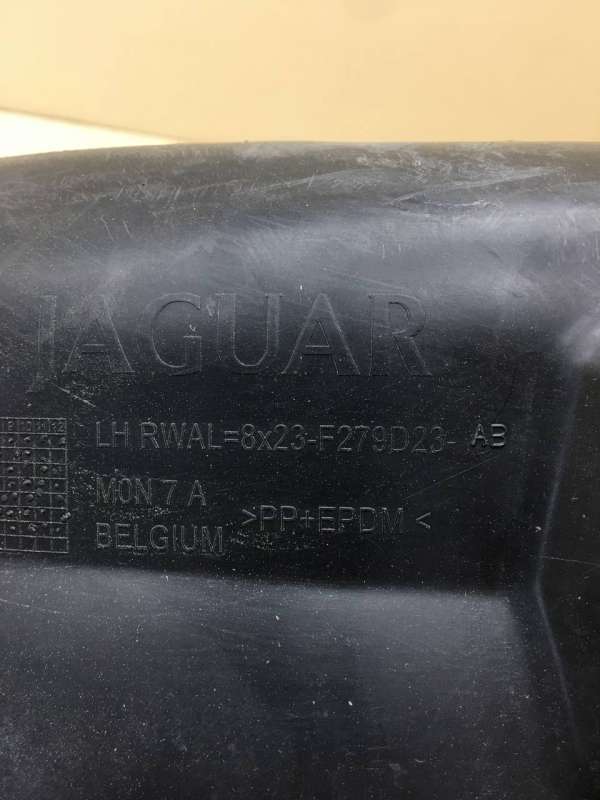 JAGUAR
LH RWAL=8x23-F279D23-AB
M0N 7 A
BELGIUM >PP+EPDM<